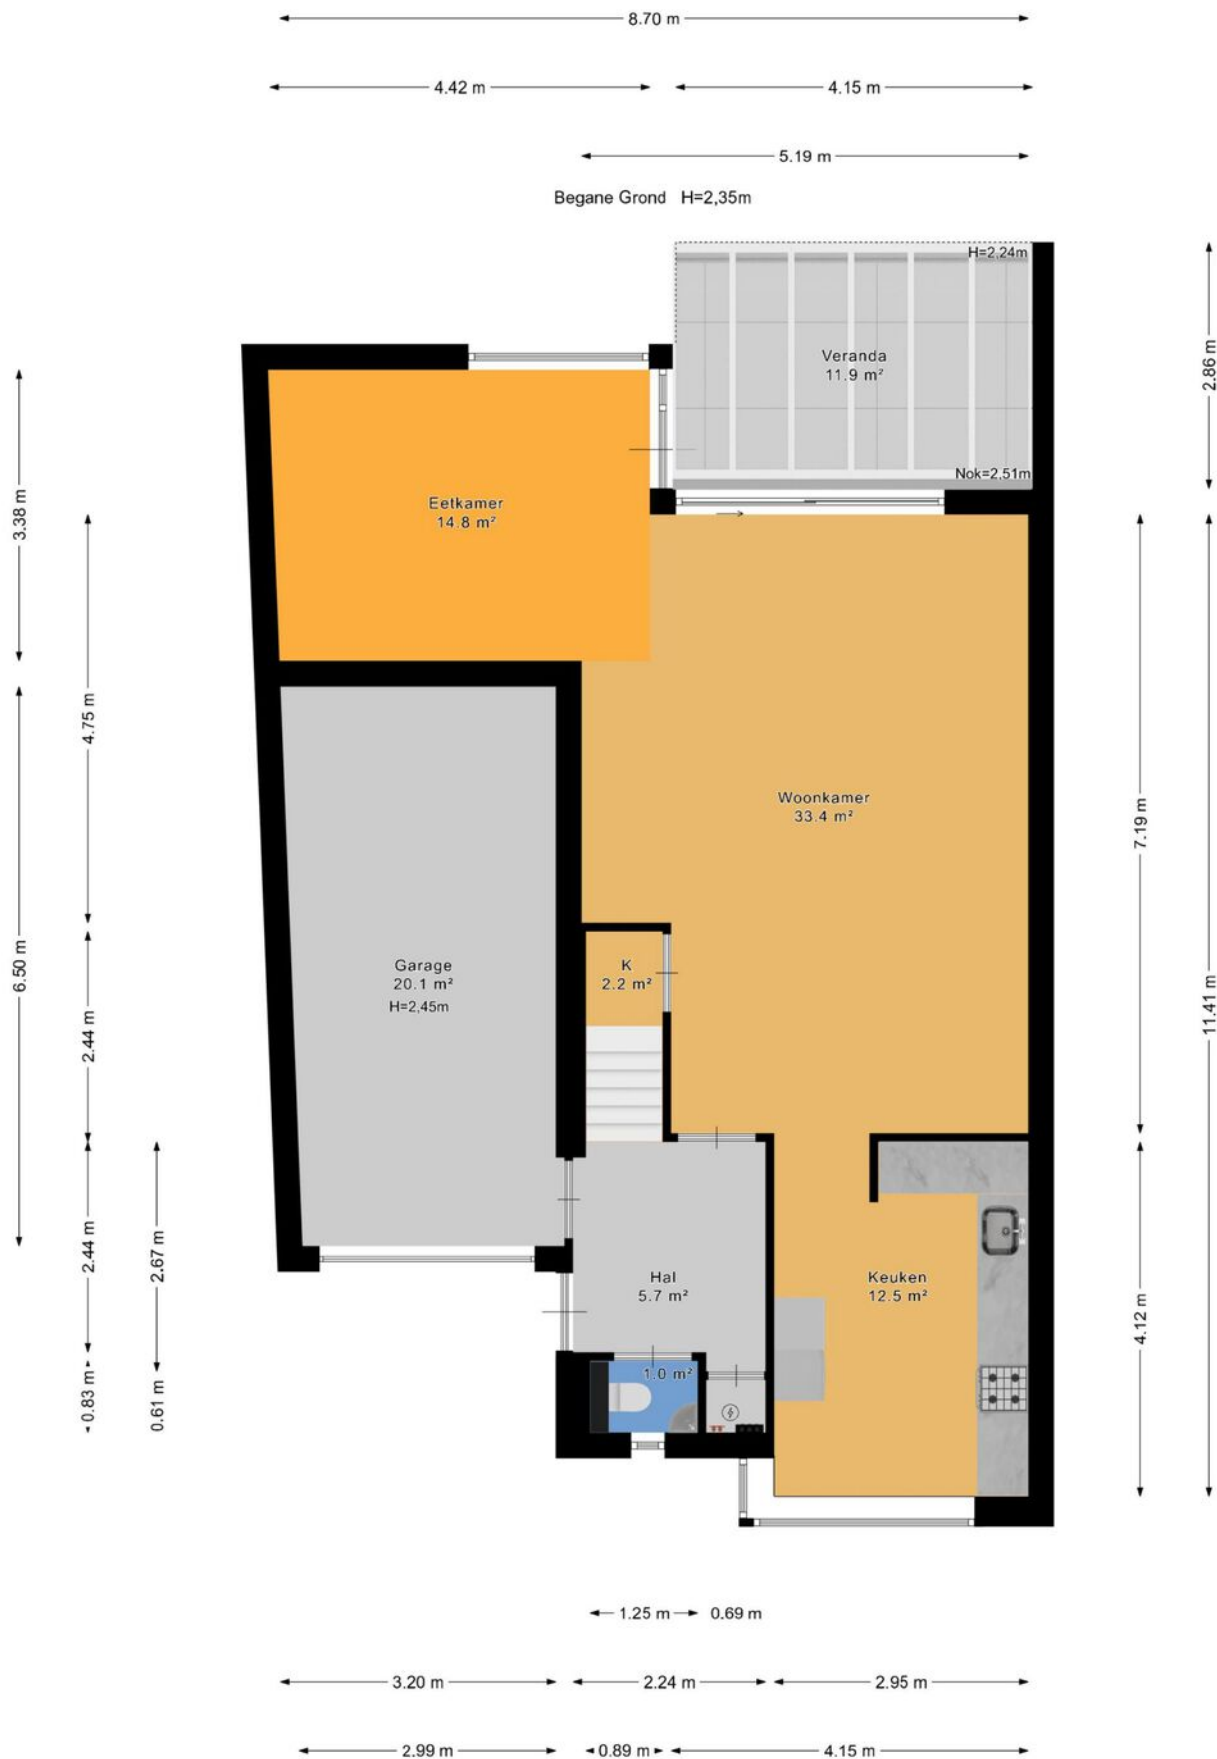 8.70 m
4.42 m
4.15 m
5.19 m
Begane Grond H=2,35m
H=2,24m
Veranda
11.9 m²
2.86 m
Nok=2,51m
Eetkamer
14.8 m²
3.38 m
4.75 m
Woonkamer
33.4 m²
7.19 m
Garage
20.1 m²
H=2,45m
K
2.2 m²
6.50 m
2.44 m
11.41 m
2.44 m
2.67 m
Hal
5.7 m²
Keuken
12.5 m²
4.12 m
1.0 m²
0.83 m
0.61 m
1.25 m
0.69 m
3.20 m
2.24 m
2.95 m
2.99 m
0.89 m
4.15 m